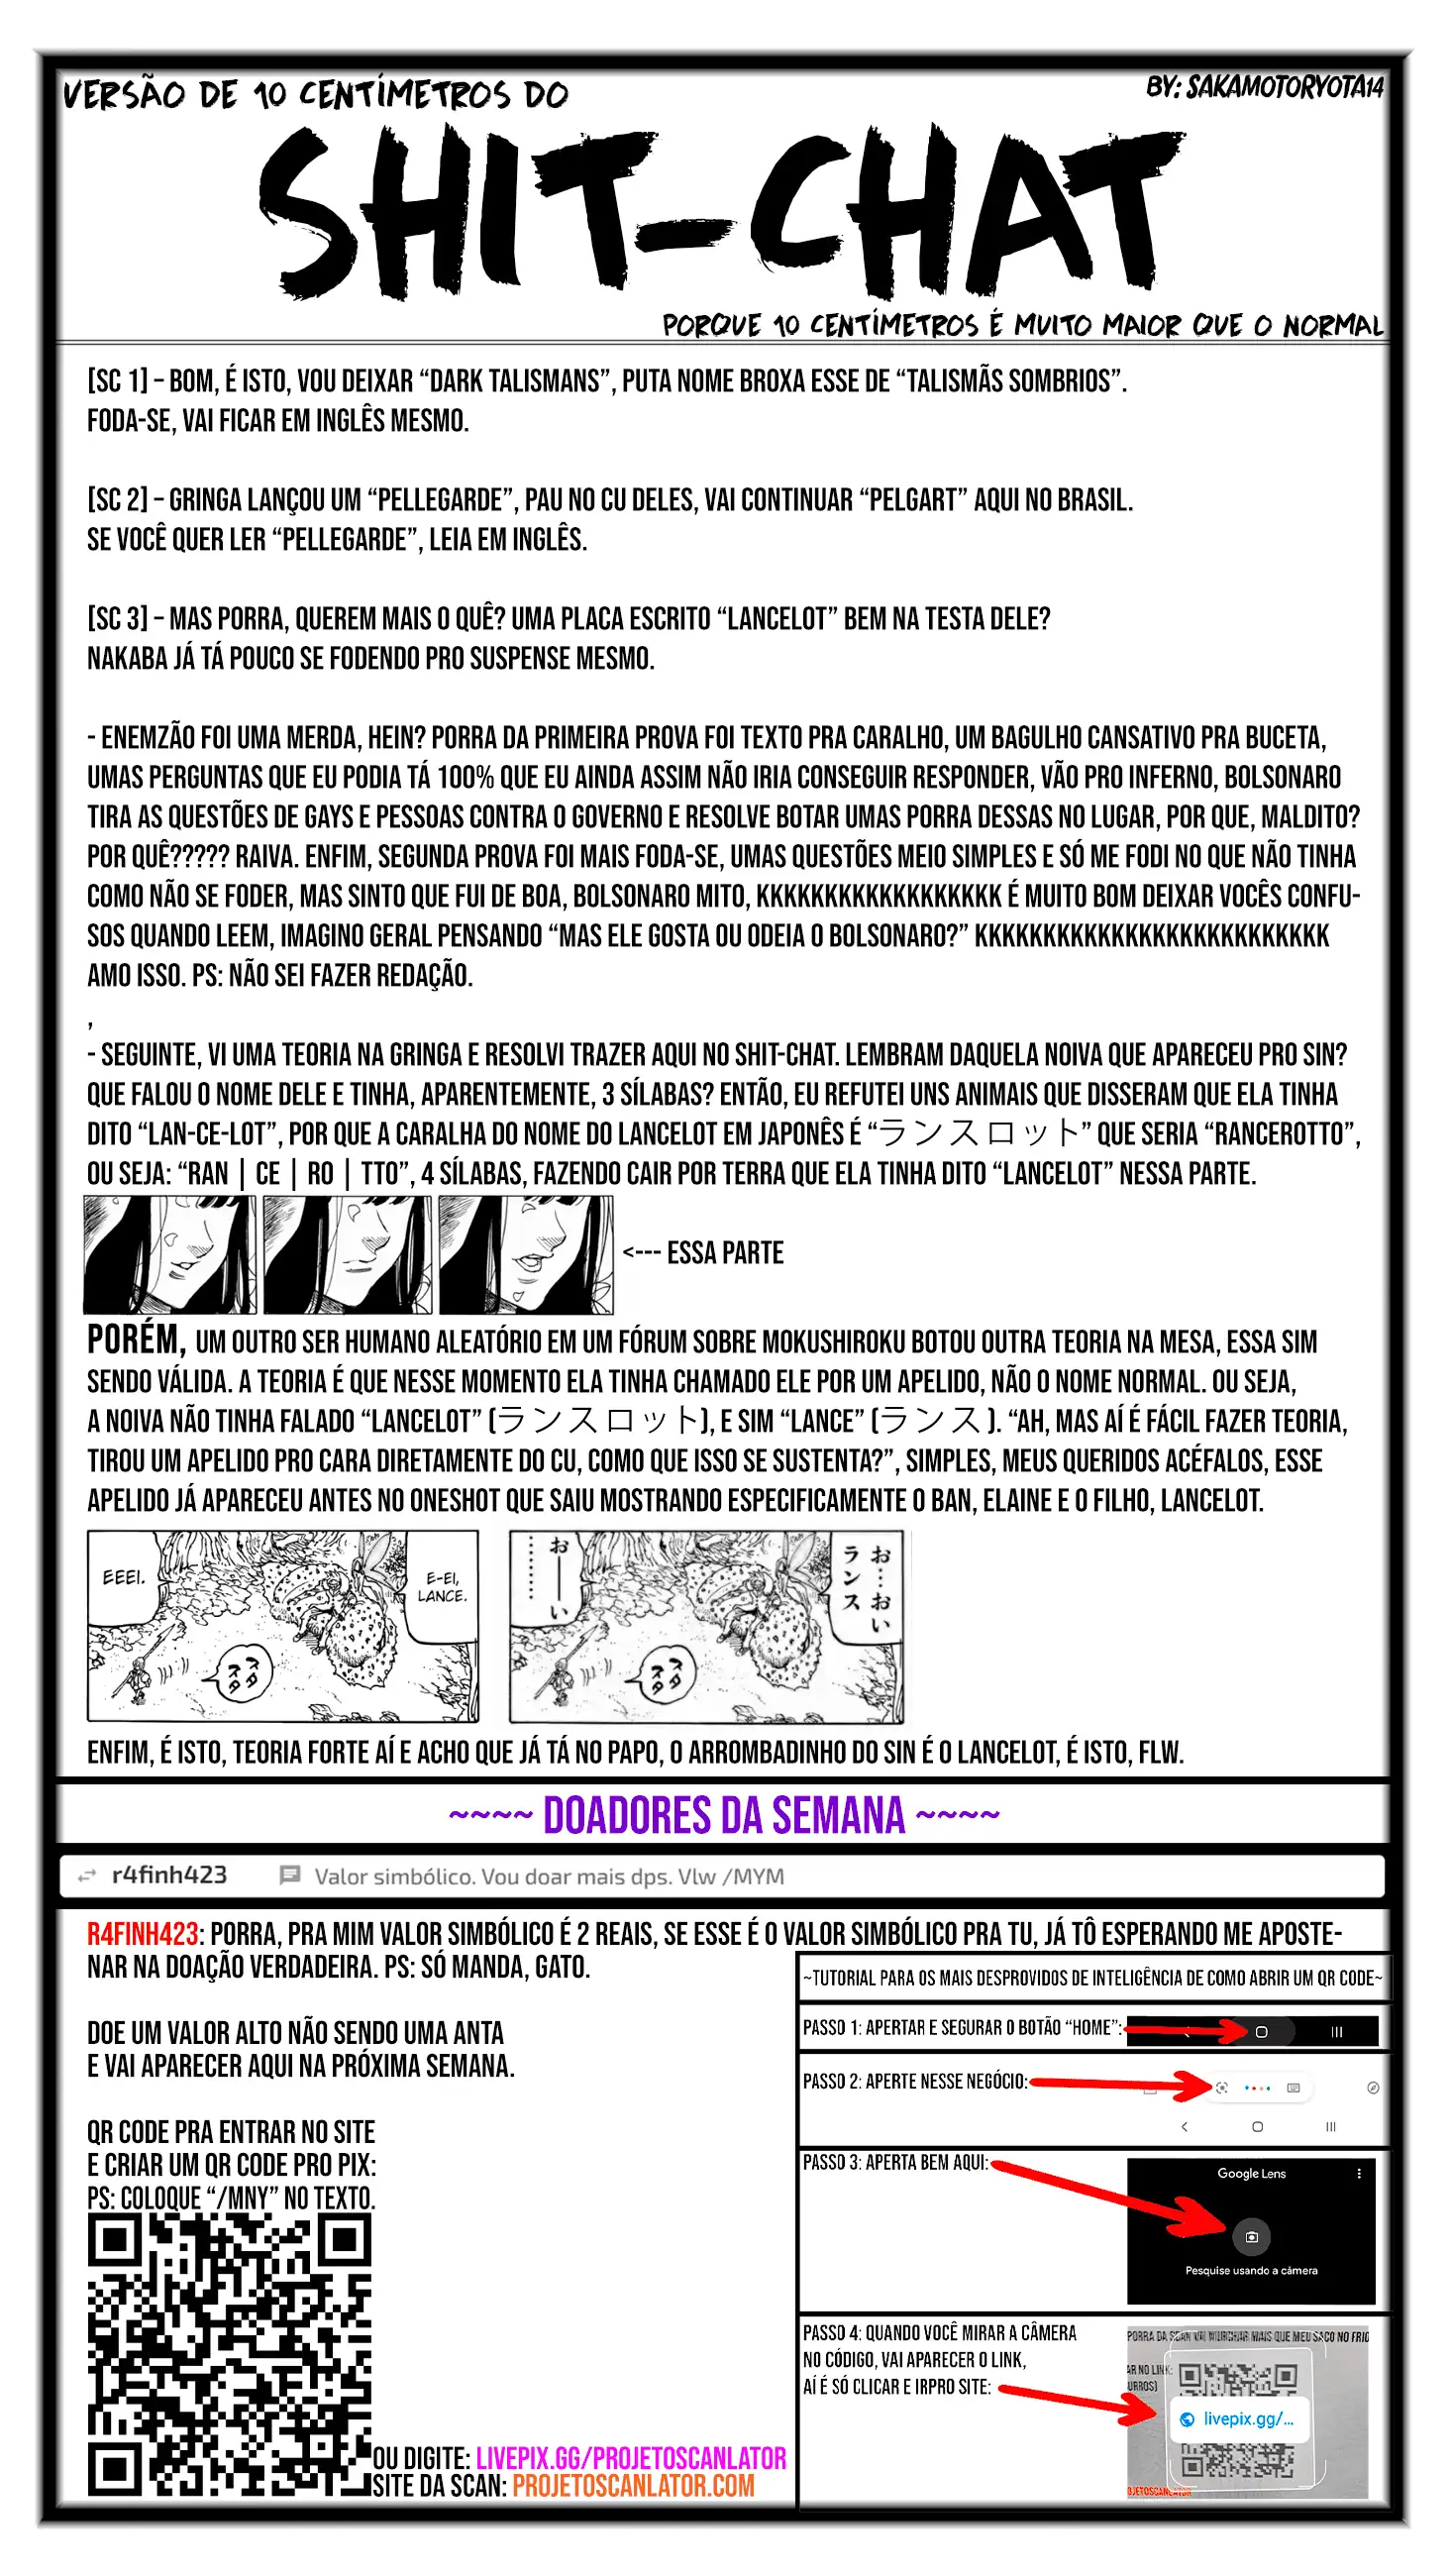 VERSÃO DE 10 CENTÍMETROS DO
BY: SAKAMOTORYOTA14
SHIT-CHAT
PORQUE 10 CENTÍMETROS É MUITO MAIOR QUE O NORMAL
[SC 1] – BOM, É ISTO, VOU DEIXAR “DARK TALISMANS”, PUTA NOME BROXA ESSE DE “TALISMÃS SOMBRIOS”.
FODA-SE, VAI FICAR EM INGLÊS MESMO.
[SC 2] – GRINGA LANÇOU UM “PELLEGARDE”, PAU NO CU DELES, VAI CONTINUAR “PELGART” AQUI NO BRASIL.
SE VOCÊ QUER LER “PELLEGARDE”, LEIA EM INGLÊS.
[SC 3] – MAS PORRA, QUEREM MAIS O QUÊ? UMA PLACA ESCRITO “LANCELOT” BEM NA TESTA DELE?
NAKABA JÁ TÁ POUCO SE FODENDO PRO SUSPENSE MESMO.
- ENEMZÃO FOI UMA MERDA, HEIN? PORRA DA PRIMEIRA PROVA FOI TEXTO PRA CARALHO, UM BAGULHO CANSATIVO PRA BUCETA,
UMAS PERGUNTAS QUE EU PODIA TÁ 100% QUE EU AINDA ASSIM NÃO IRIA CONSEGUIR RESPONDER, VÃO PRO INFERNO, BOLSONARO
TIRA AS QUESTÕES DE GAYS E PESSOAS CONTRA O GOVERNO E RESOLVE BOTAR UMAS PORRA DESSAS NO LUGAR, POR QUE, MALDITO?
POR QUÊ????? RAIVA. ENFIM, SEGUNDA PROVA FOI MAIS FODA-SE, UMAS QUESTÕES MEIO SIMPLES E SÓ ME FODI NO QUE NÃO TINHA
COMO NÃO SE FODER, MAS SINTO QUE FUI DE BOA, BOLSONARO MITO, KKKKKKKKKKKKKKKKKK É MUITO BOM DEIXAR VOCÊS CONFU-
SOS QUANDO LEEM, IMAGINO GERAL PENSANDO “MAS ELE GOSTA OU ODEIA O BOLSONARO?” KKKKKKKKKKKKKKKKKKKKKKKKKK
AMO ISSO. PS: NÃO SEI FAZER REDAÇÃO.
,
- SEGUINTE, VI UMA TEORIA NA GRINGA E RESOLVI TRAZER AQUI NO SHIT-CHAT. LEMBRAM DAQUELA NOIVA QUE APARECEU PRO SIN?
QUE FALOU O NOME DELE E TINHA, APARENTEMENTE, 3 SÍLABAS? ENTÃO, EU REFUTEI UNS ANIMAIS QUE DISSERAM QUE ELA TINHA
DITO “LAN-CE-LOT”, POR QUE A CARALHA DO NOME DO LANCELOT EM JAPONÊS É “ランスロット” QUE SERIA “RANCEROTTO”,
OU SEJA: “RAN | CE | RO | TTO”, 4 SÍLABAS, FAZENDO CAIR POR TERRA QUE ELA TINHA DITO “LANCELOT” NESSA PARTE.
<--- ESSA PARTE
PORÉM, UM OUTRO SER HUMANO ALEATÓRIO EM UM FÓRUM SOBRE MOKUSHIROKU BOTOU OUTRA TEORIA NA MESA, ESSA SIM
SENDO VÁLIDA. A TEORIA É QUE NESSE MOMENTO ELA TINHA CHAMADO ELE POR UM APELIDO, NÃO O NOME NORMAL. OU SEJA,
A NOIVA NÃO TINHA FALADO “LANCELOT” (ランスロット), E SIM “LANCE” (ランス). “AH, MAS AÍ É FÁCIL FAZER TEORIA,
TIROU UM APELIDO PRO CARA DIRETAMENTE DO CU, COMO QUE ISSO SE SUSTENTA?”, SIMPLES, MEUS QUERIDOS ACÉFALOS, ESSE
APELIDO JÁ APARECEU ANTES NO ONESHOT QUE SAIU MOSTRANDO ESPECIFICAMENTE O BAN, ELAINE E O FILHO, LANCELOT.
EEEI.
E-EI,
LANCE.
スタスタ
お…おい
ランス
お――い
………
スタスタ
ENFIM, É ISTO, TEORIA FORTE AÍ E ACHO QUE JÁ TÁ NO PAPO, O ARROMBADINHO DO SIN É O LANCELOT, É ISTO, FLW.
~~~~ DOADORES DA SEMANA ~~~~
r4finh423 Valor simbólico. Vou doar mais dps. Vlw /MYM
R4FINH423: PORRA, PRA MIM VALOR SIMBÓLICO É 2 REAIS, SE ESSE É O VALOR SIMBÓLICO PRA TU, JÁ TÔ ESPERANDO ME APOSTE-
NAR NA DOAÇÃO VERDADEIRA. PS: SÓ MANDA, GATO.
DOE UM VALOR ALTO NÃO SENDO UMA ANTA
E VAI APARECER AQUI NA PRÓXIMA SEMANA.
QR CODE PRA ENTRAR NO SITE
E CRIAR UM QR CODE PRO PIX:
PS: COLOQUE “/MNY” NO TEXTO.
OU DIGITE: LIVEPIX.GG/PROJETOSCANLATOR
SITE DA SCAN: PROJETOSCANLATOR.COM
~TUTORIAL PARA OS MAIS DESPROVIDOS DE INTELIGÊNCIA DE COMO ABRIR UM QR CODE~
PASSO 1: APERTAR E SEGURAR O BOTÃO “HOME”:
PASSO 2: APERTE NESSE NEGÓCIO:
PASSO 3: APERTA BEM AQUI:
Google Lens
Pesquise usando a câmera
PASSO 4: QUANDO VOCÊ MIRAR A CÂMERA
NO CÓDIGO, VAI APARECER O LINK,
AÍ É SÓ CLICAR E IRPRO SITE:
PORRA DA SCAN VAI MURCHAR MAIS QUE MEU SACO NO FRIO
AR NO LINK:
URROS)
livepix.gg/...
OJETOSCANLATOR